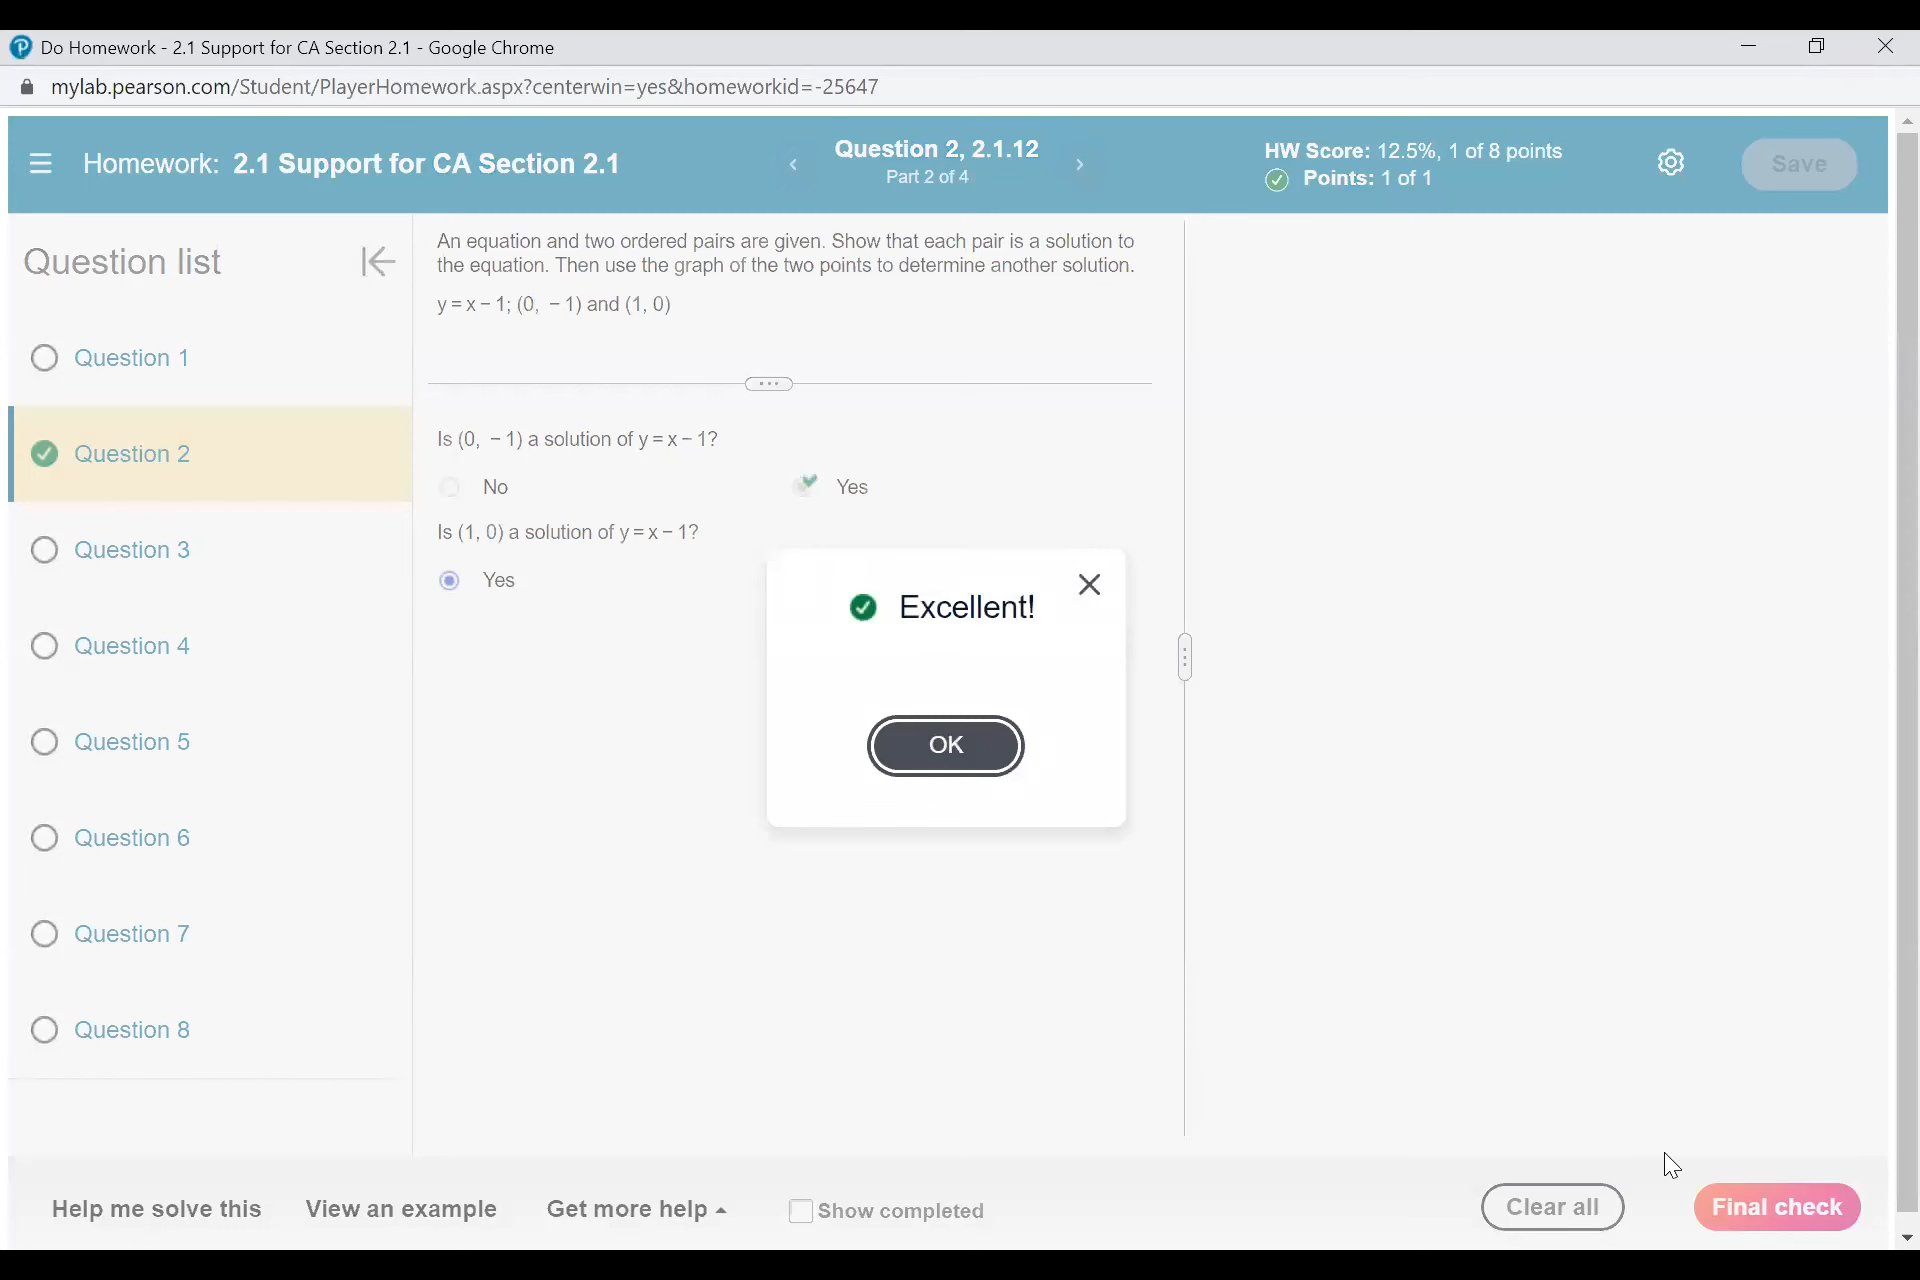 Do Homework - 2.1 Support for CA Section 2.1 - Google Chrome
mylab.pearson.com/Student/PlayerHomework.aspx?centerwin=yes&homeworkid=-25647
Homework: 2.1 Support for CA Section 2.1
Question 2, 2.1.12
Part 2 of 4
HW Score: 12.5%, 1 of 8 points
Points: 1 of 1
Save
Question list
Question 1
Question 2
Question 3
Question 4
Question 5
Question 6
Question 7
Question 8
An equation and two ordered pairs are given. Show that each pair is a solution to
the equation. Then use the graph of the two points to determine another solution.
y = x − 1; (0, − 1) and (1, 0)
Is (0, − 1) a solution of y = x − 1?
No
Yes
Is (1, 0) a solution of y = x − 1?
Yes
Excellent!
OK
Help me solve this
View an example
Get more help
Show completed
Clear all
Final check